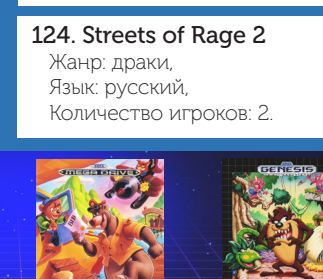 124. Streets of Rage 2
Жанр: драки,
Язык: русский,
Количество игроков: 2.
MEGA DRIVE
GENESIS